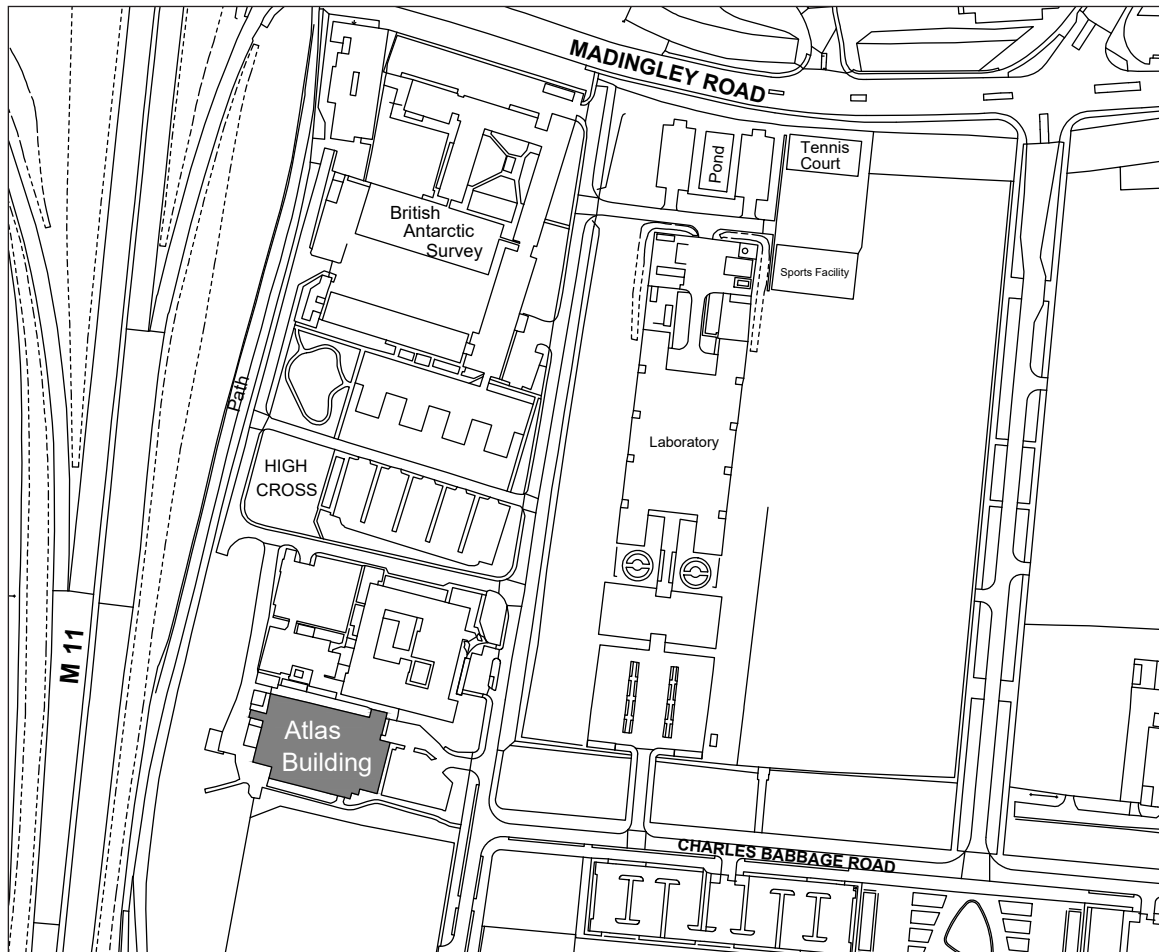 MADINGLEY ROAD
Pond
Tennis
Court
British
Antarctic
Survey
Sports Facility
Path
Laboratory
HIGH
CROSS
M 11
Atlas
Building
CHARLES BABBAGE ROAD